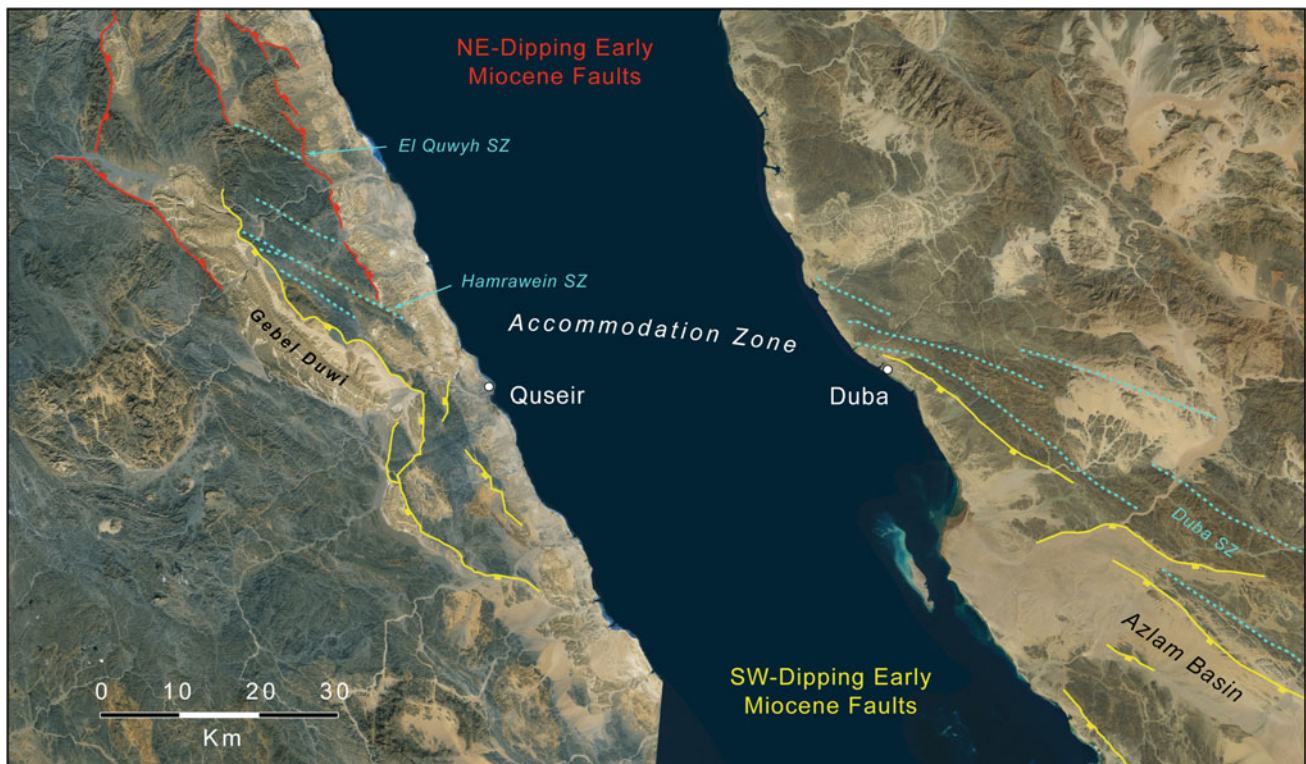 NE-Dipping Early
Miocene Faults
El Quwyh SZ
Hamrawein SZ
Accommodation Zone
Gebel Duwi
Quseir
Duba
Duba SZ
Azlam Basin
SW-Dipping Early
Miocene Faults
0 10 20 30
Km